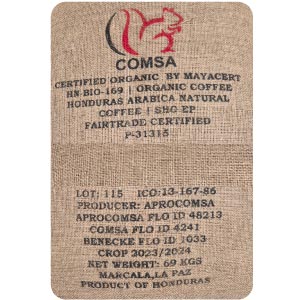 COMSA
CERTIFIED ORGANIC BY MAYACERT
HN-BIO-169 | ORGANIC COFFEE
HONDURAS ARABICA NATURAL
COFFEE | SHG EP
FAIRTRADE CERTIFIED
P-31315
LOT: 115 ICO:13-167-86
PRODUCER: APROCOMSA
APROCOMSA FLO ID 48213
COMSA FLO ID 4241
BENECKE FLO ID 1033
CROP 2023/2024
NET WEIGHT: 69 KGS
MARCALA,LA PAZ
PRODUCT OF HONDURAS